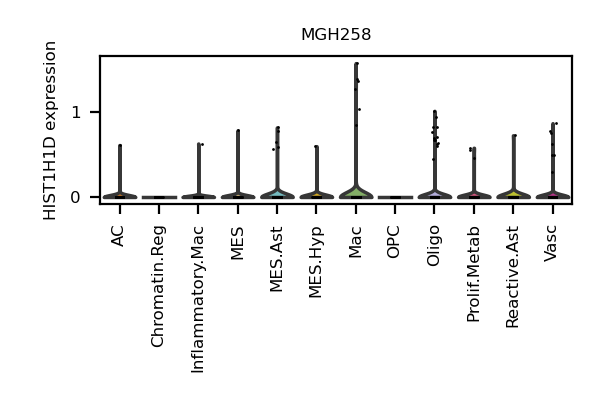 MGH258
HIST1H1D expression
1
0
AC
Chromatin.Reg
Inflammatory.Mac
MES
MES.Ast
MES.Hyp
Mac
OPC
Oligo
Prolif.Metab
Reactive.Ast
Vasc